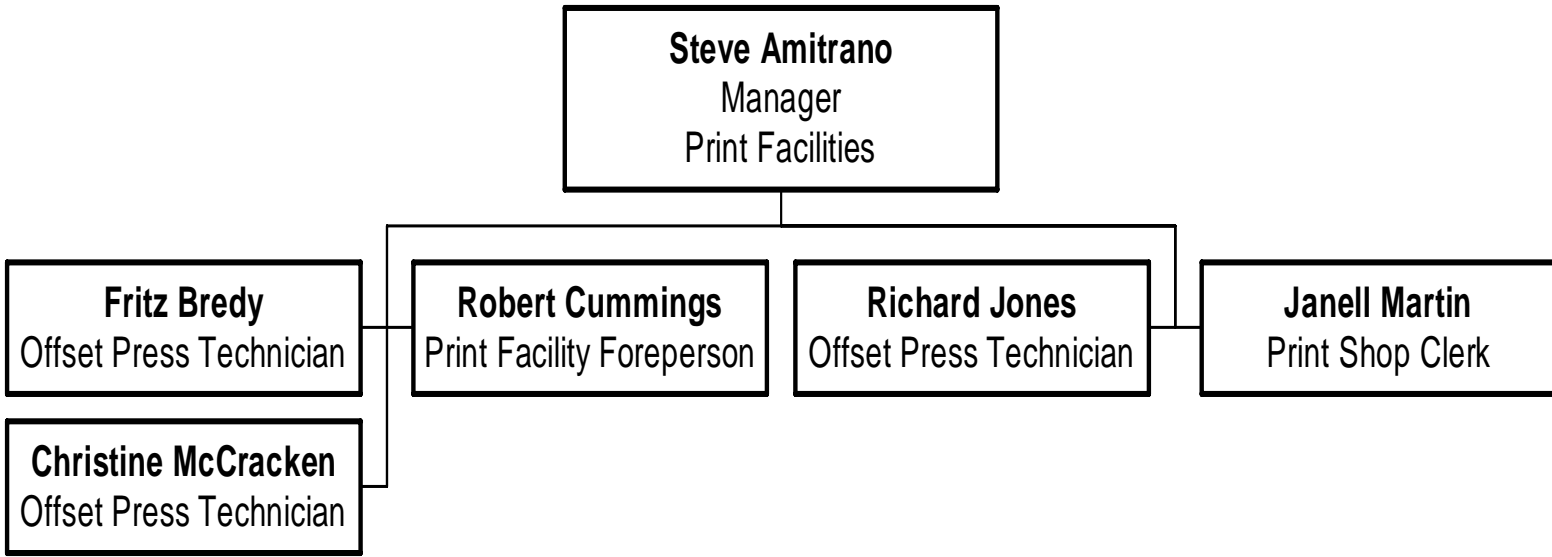 Steve Amitrano
Manager
Print Facilities
Fritz Bredy
Offset Press Technician
Robert Cummings
Print Facility Foreperson
Richard Jones
Offset Press Technician
Janell Martin
Print Shop Clerk
Christine McCracken
Offset Press Technician